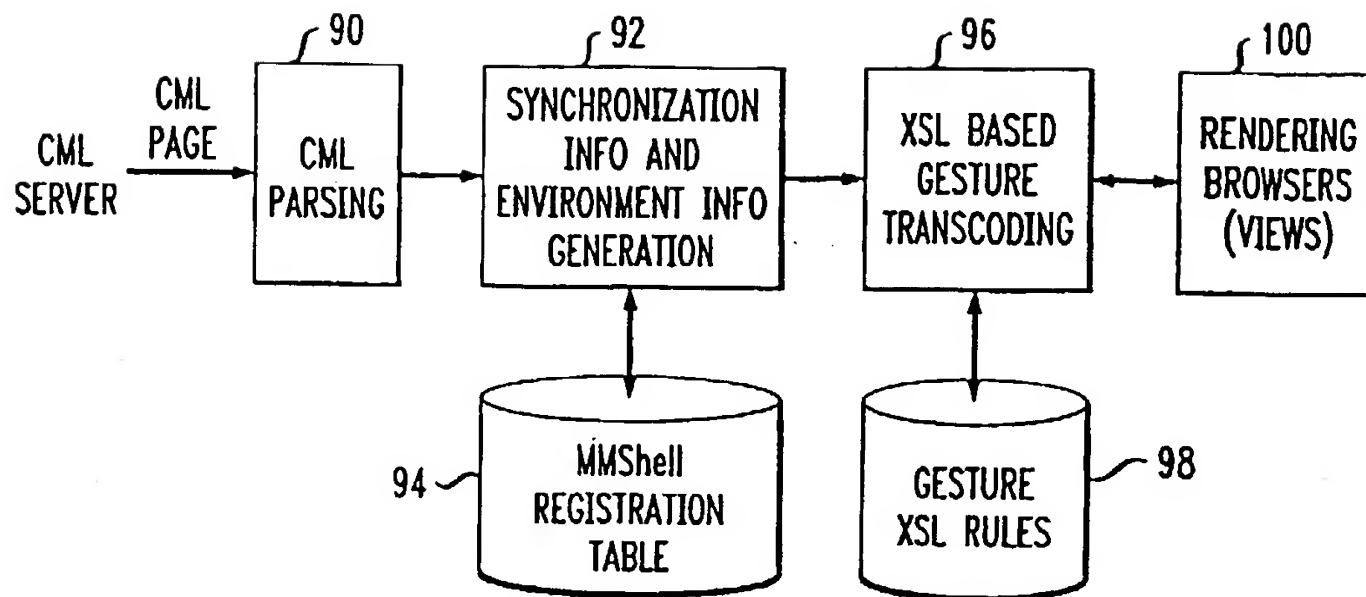 90
92
96
100
CML
PAGE
CML
SERVER
CML
PARSING
SYNCHRONIZATION
INFO AND
ENVIRONMENT INFO
GENERATION
XSL BASED
GESTURE
TRANSCODING
RENDERING
BROWSERS
(VIEWS)
94
MMShell
REGISTRATION
TABLE
GESTURE
XSL RULES
98